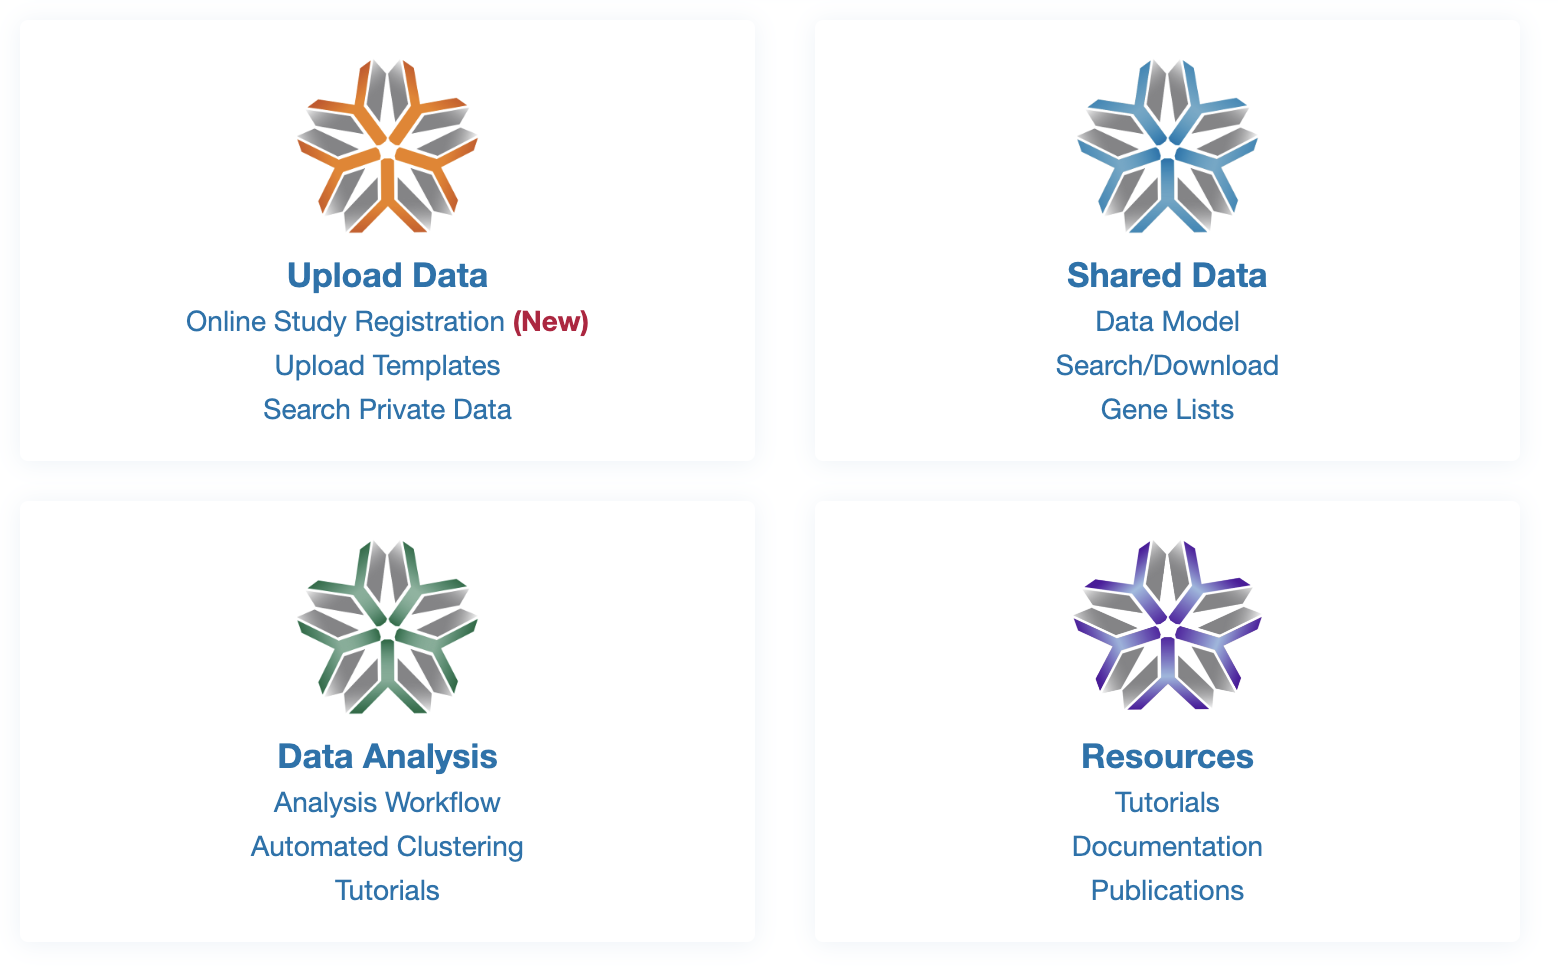 Upload Data
Online Study Registration (New)
Upload Templates
Search Private Data
Shared Data
Data Model
Search/Download
Gene Lists
Data Analysis
Analysis Workflow
Automated Clustering
Tutorials
Resources
Tutorials
Documentation
Publications